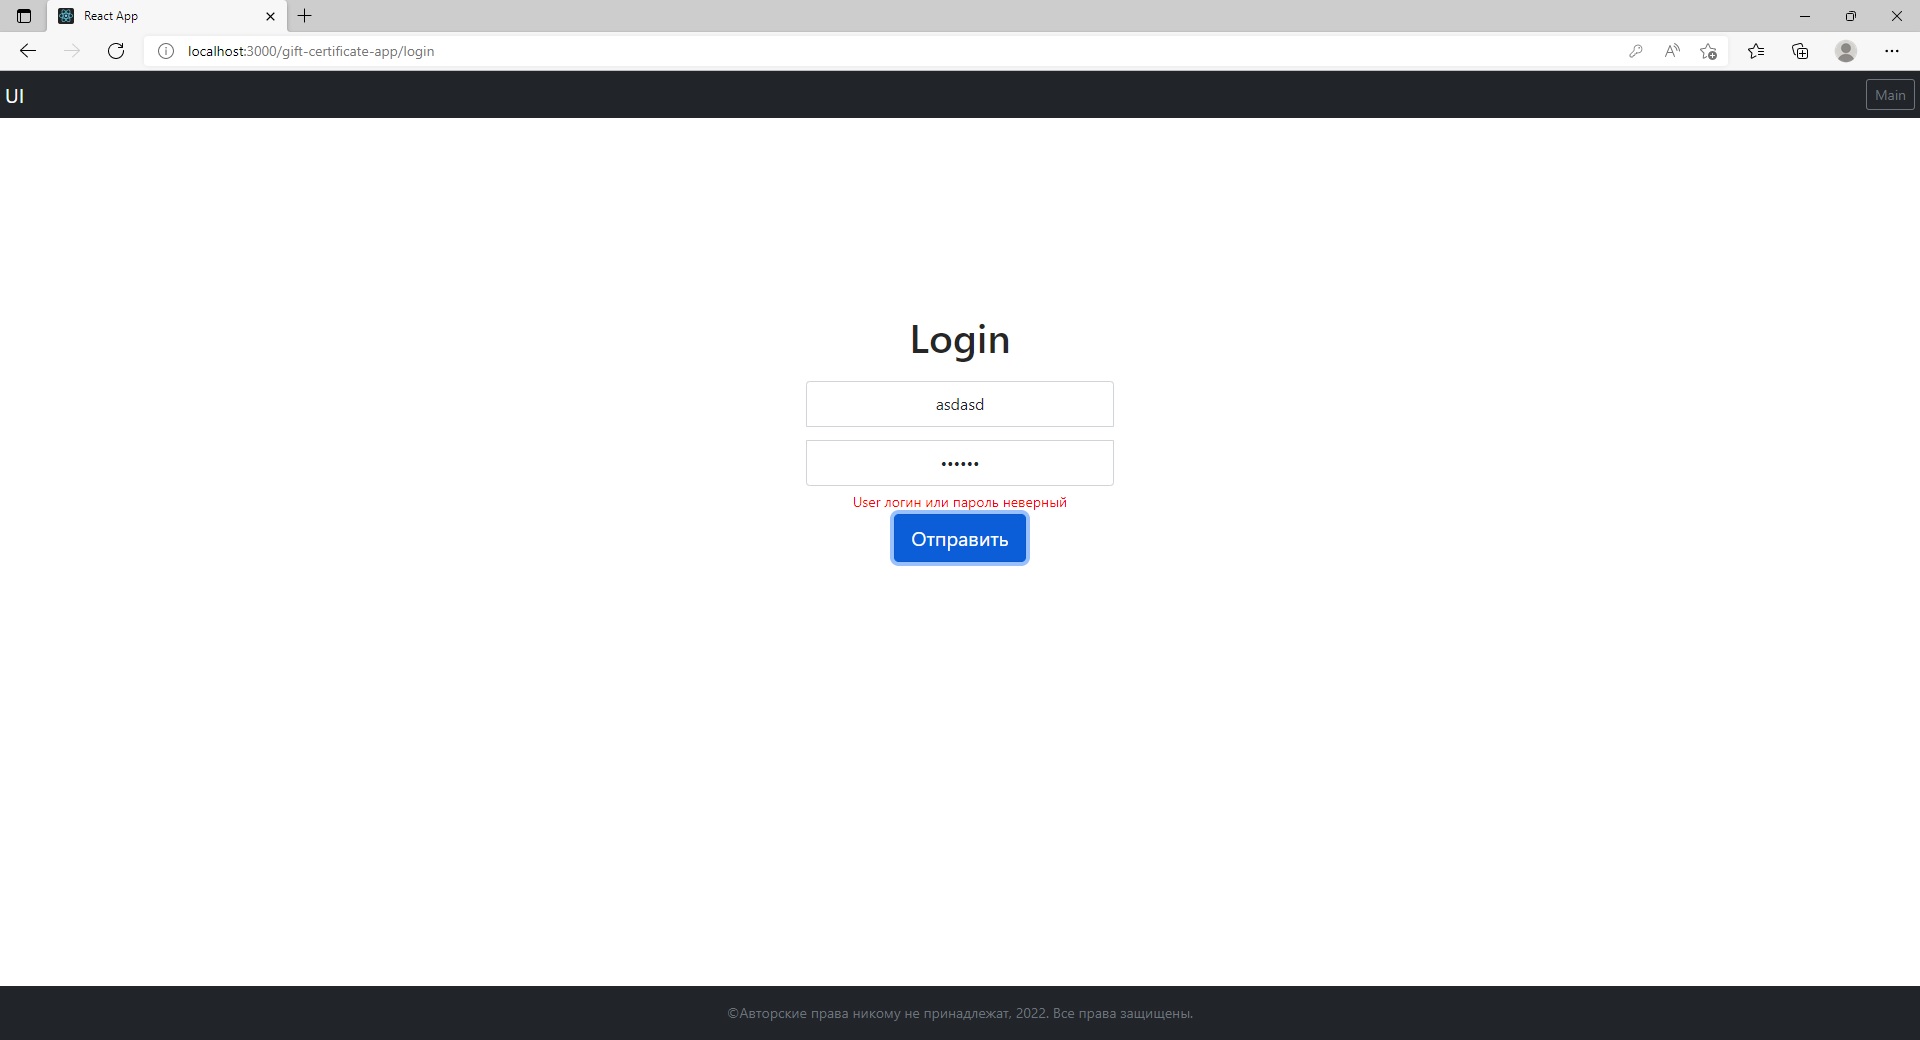 React App
localhost:3000/gift-certificate-app/login
UI
Main
Login
asdasd
••••••
User логин или пароль неверный
Отправить
©Авторские права никому не принадлежат, 2022. Все права защищены.